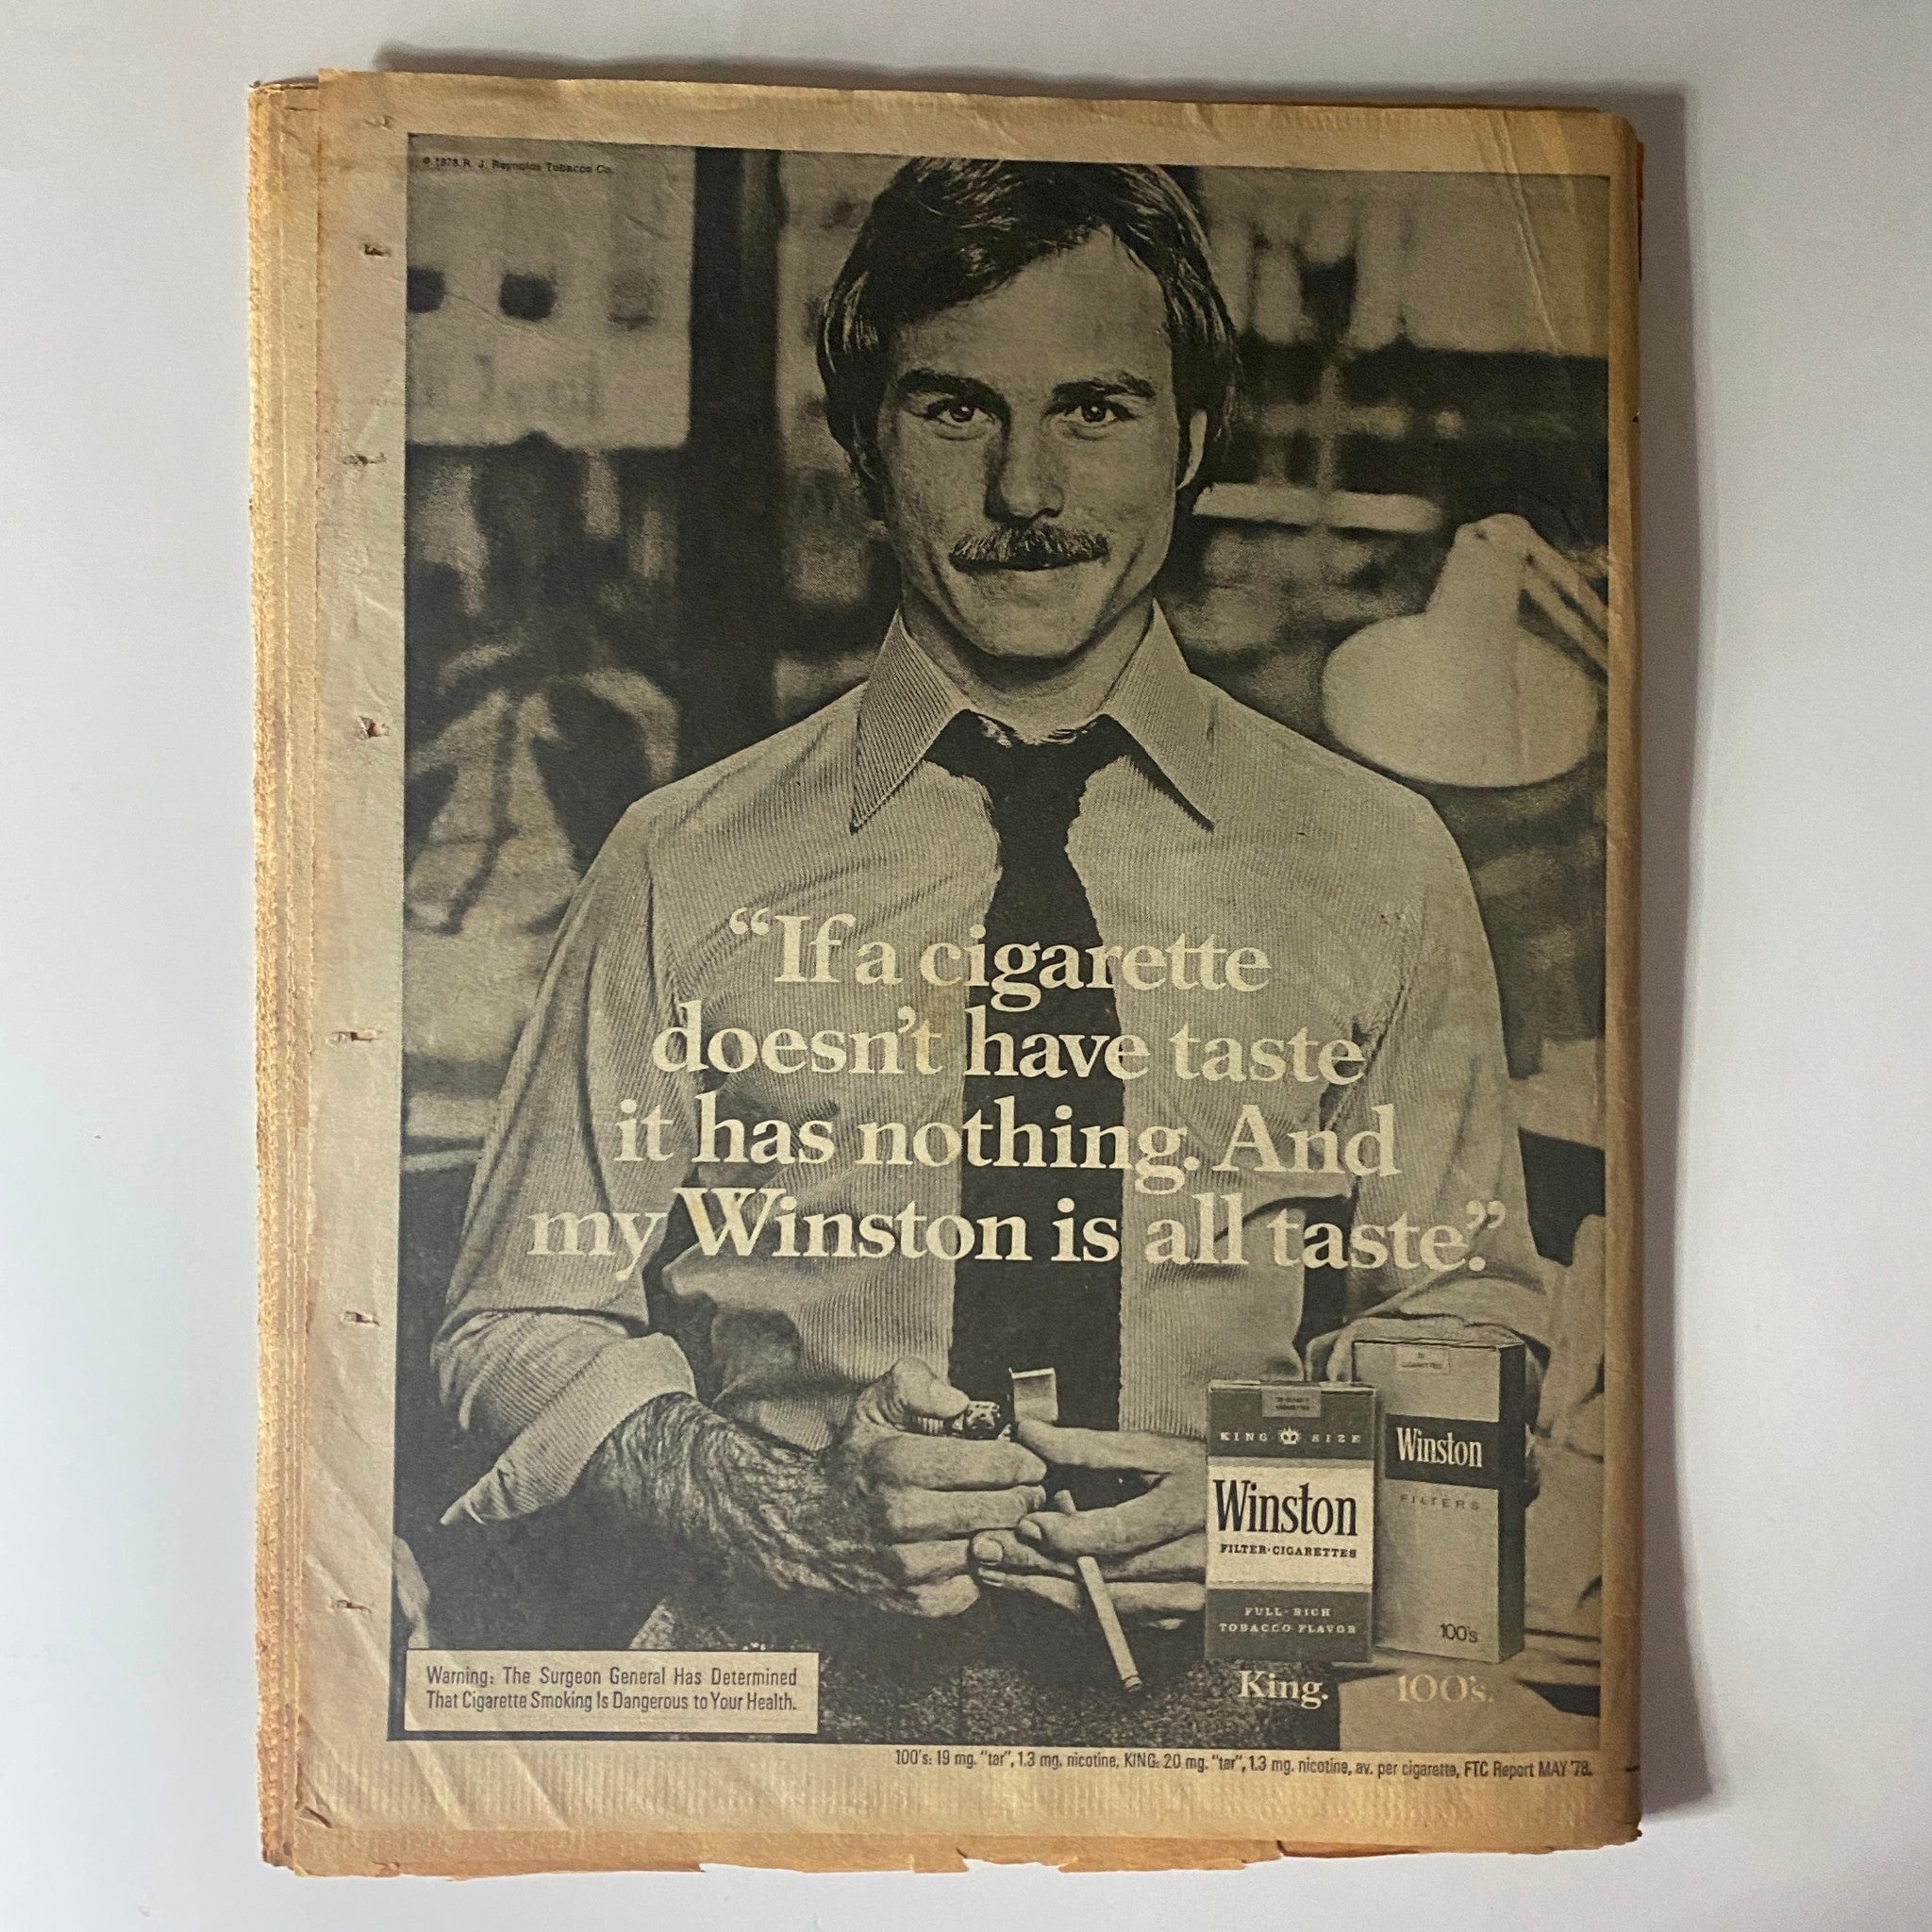 © 1978 R. J. Reynolds Tobacco Co.
“If a cigarette
doesn’t have taste
it has nothing. And
my Winston is all taste.”
KING SIZE
Winston
FILTER·CIGARETTES
FULL·RICH
TOBACCO FLAVOR
King.
CIGARETTES
Winston
FILTERS
100's
100's.
Warning: The Surgeon General Has Determined
That Cigarette Smoking Is Dangerous to Your Health.
100's: 19 mg. "tar", 1.3 mg. nicotine, KING: 20 mg. "tar", 1.3 mg. nicotine, av. per cigarette, FTC Report MAY '78.